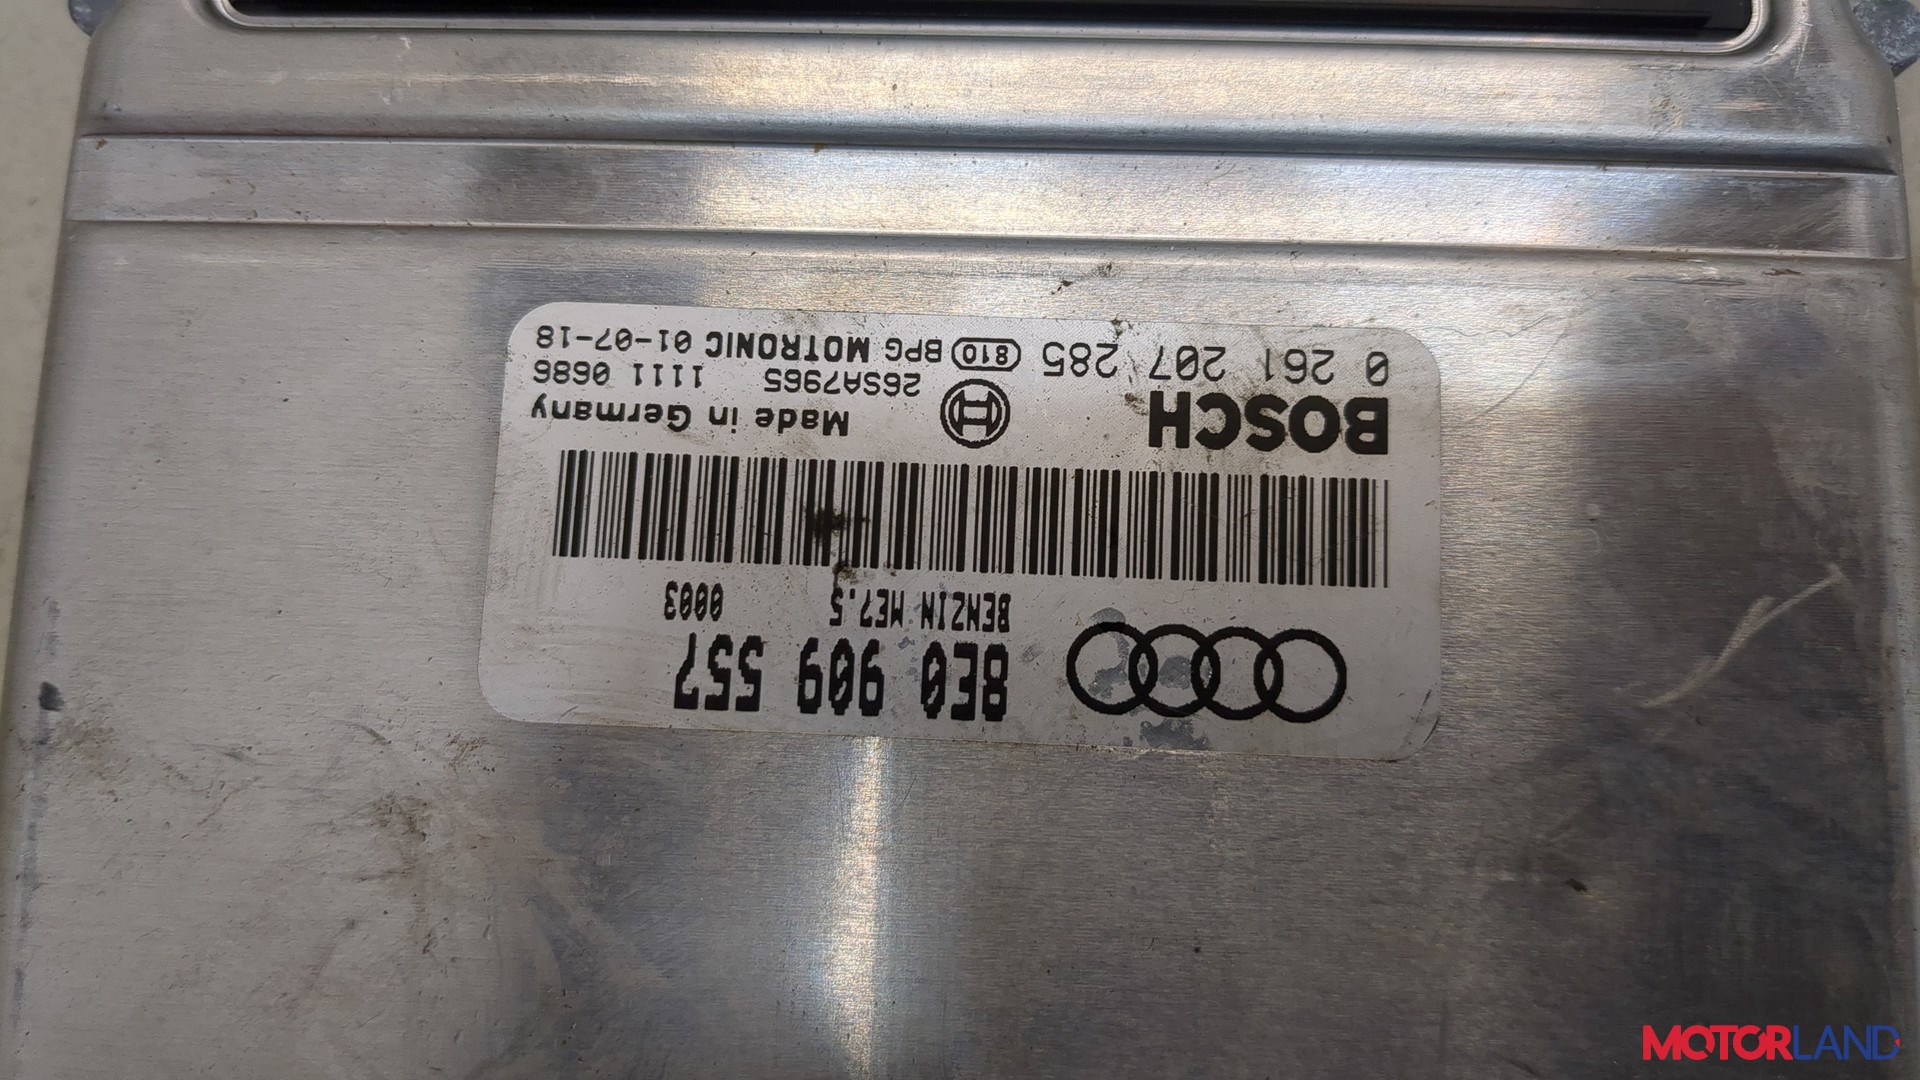 8E0 909 557
BENZIN ME7.5 0003
BOSCH Made in Germany
26SA7965 1111 0686
0 261 207 285 810 BPG MOTRONIC 01-07-18
MOTORLAND